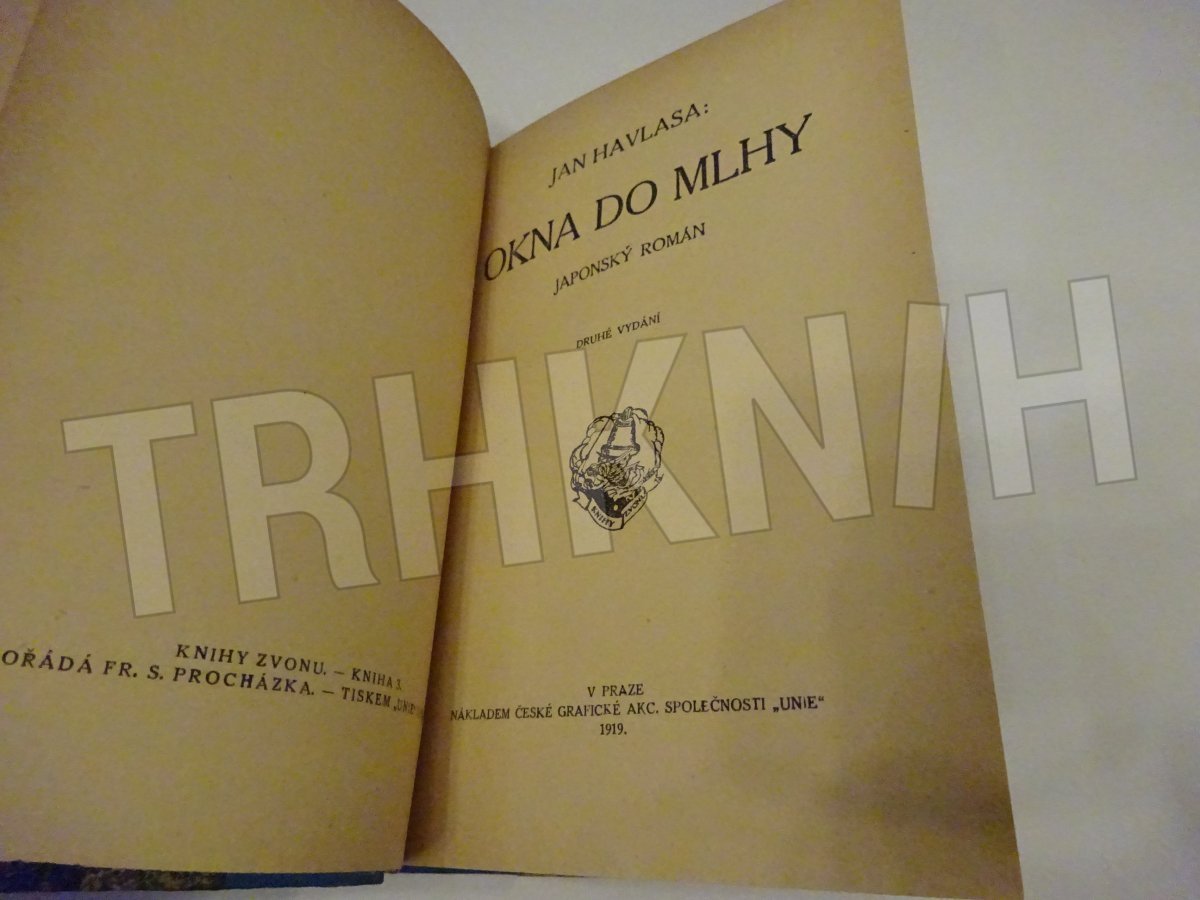 KNIHY ZVONU. — KNIHA 3.
OŘÁDÁ FR. S. PROCHÁZKA. — TISKEM „UNIE“
JAN HAVLASA:
OKNA DO MLHY
JAPONSKÝ ROMÁN
DRUHÉ VYDÁNÍ
KNIHY ZVONU
V PRAZE
NÁKLADEM ČESKÉ GRAFICKÉ AKC. SPOLEČNOSTI „UNIE“
1919.
TRHKNIH